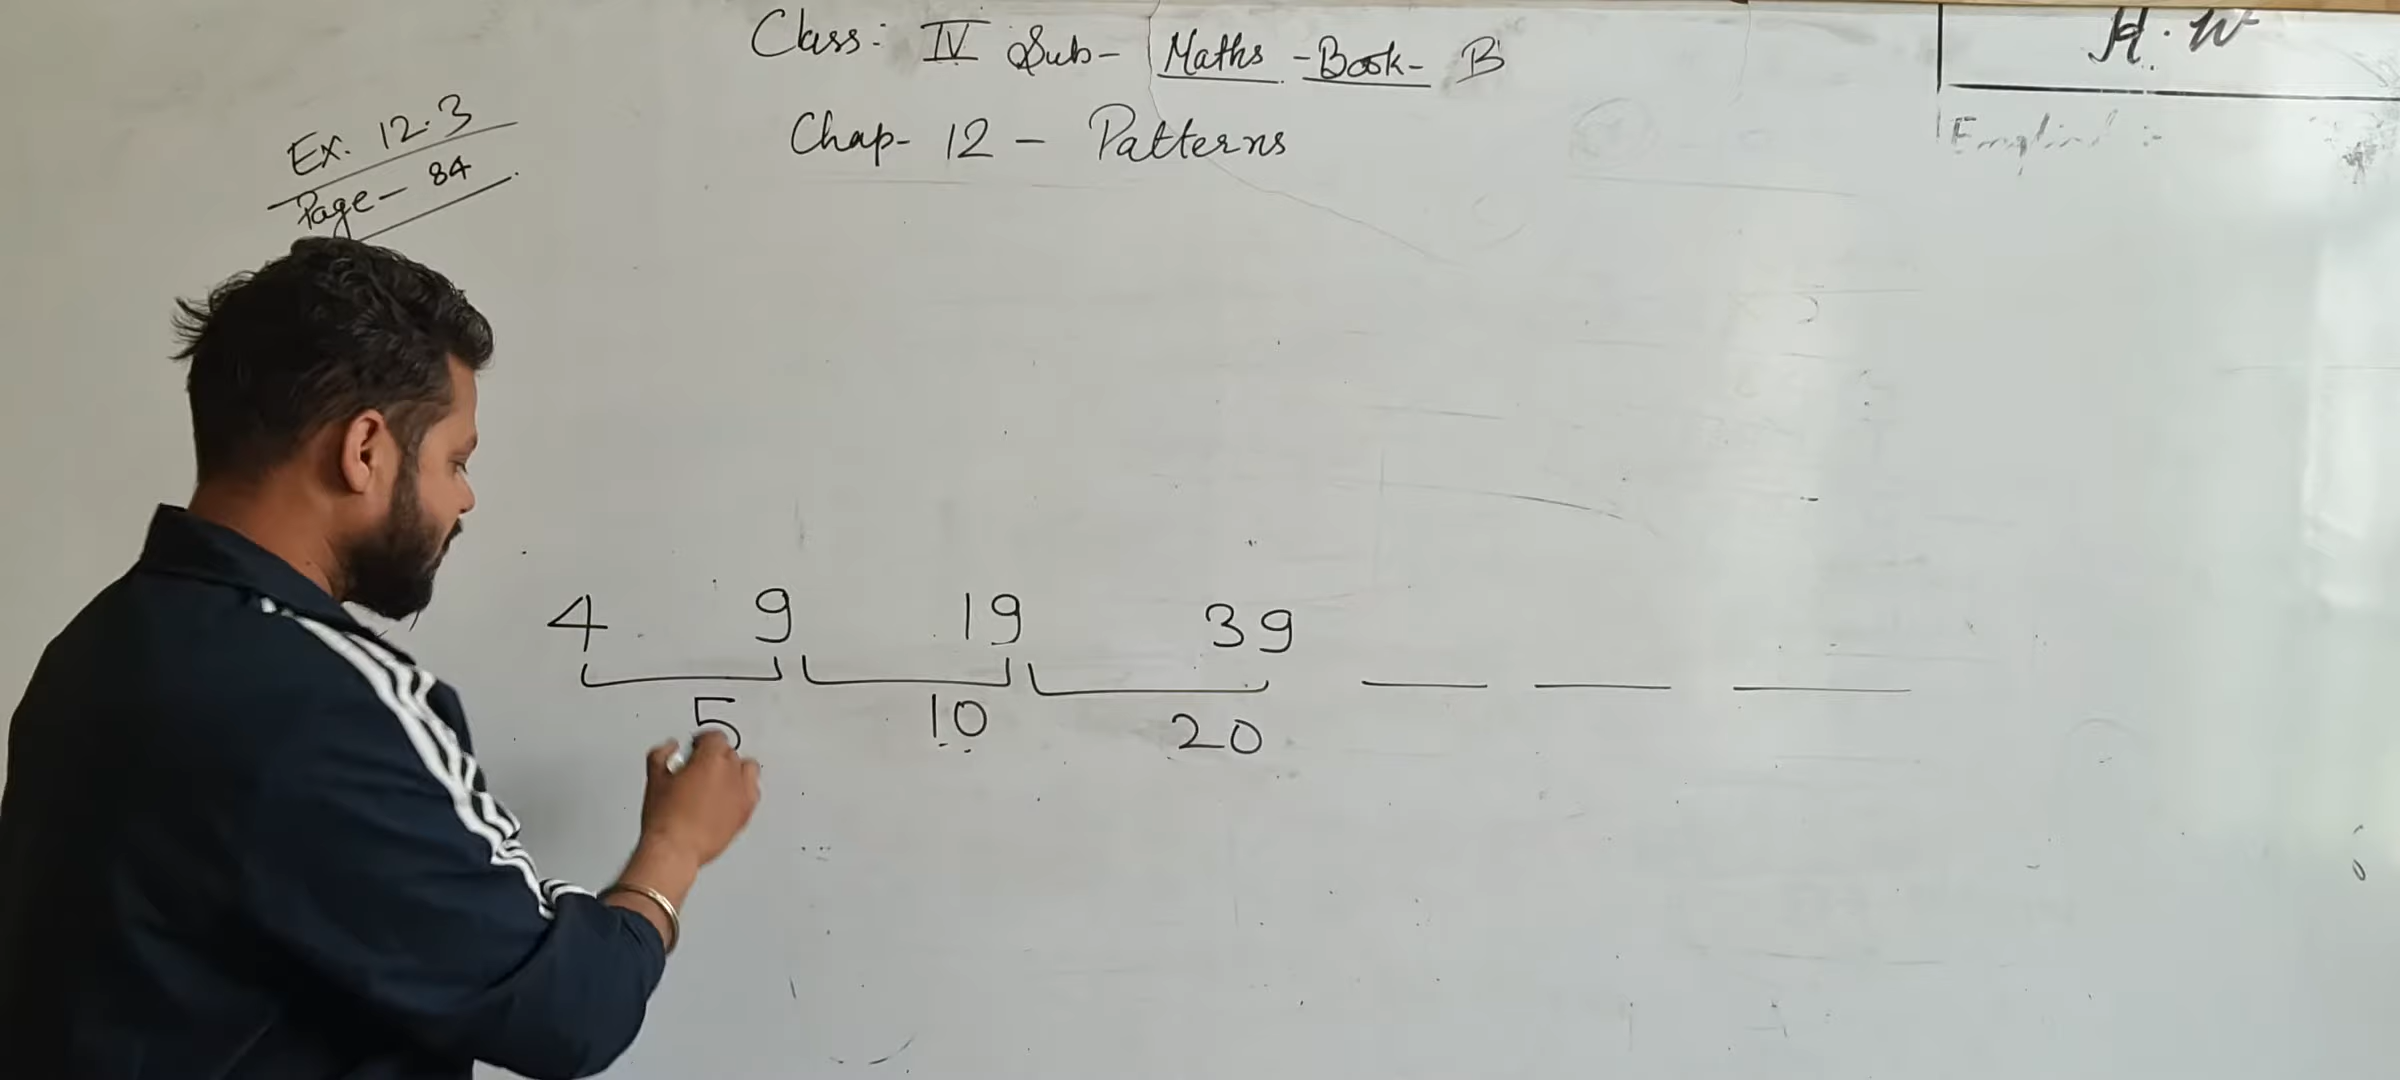 Class: IV Sub- Maths -Book- B
H.W
Ex. 12.3
Page- 84
Chap- 12 - Patterns
4 9 19 39
5 10 20